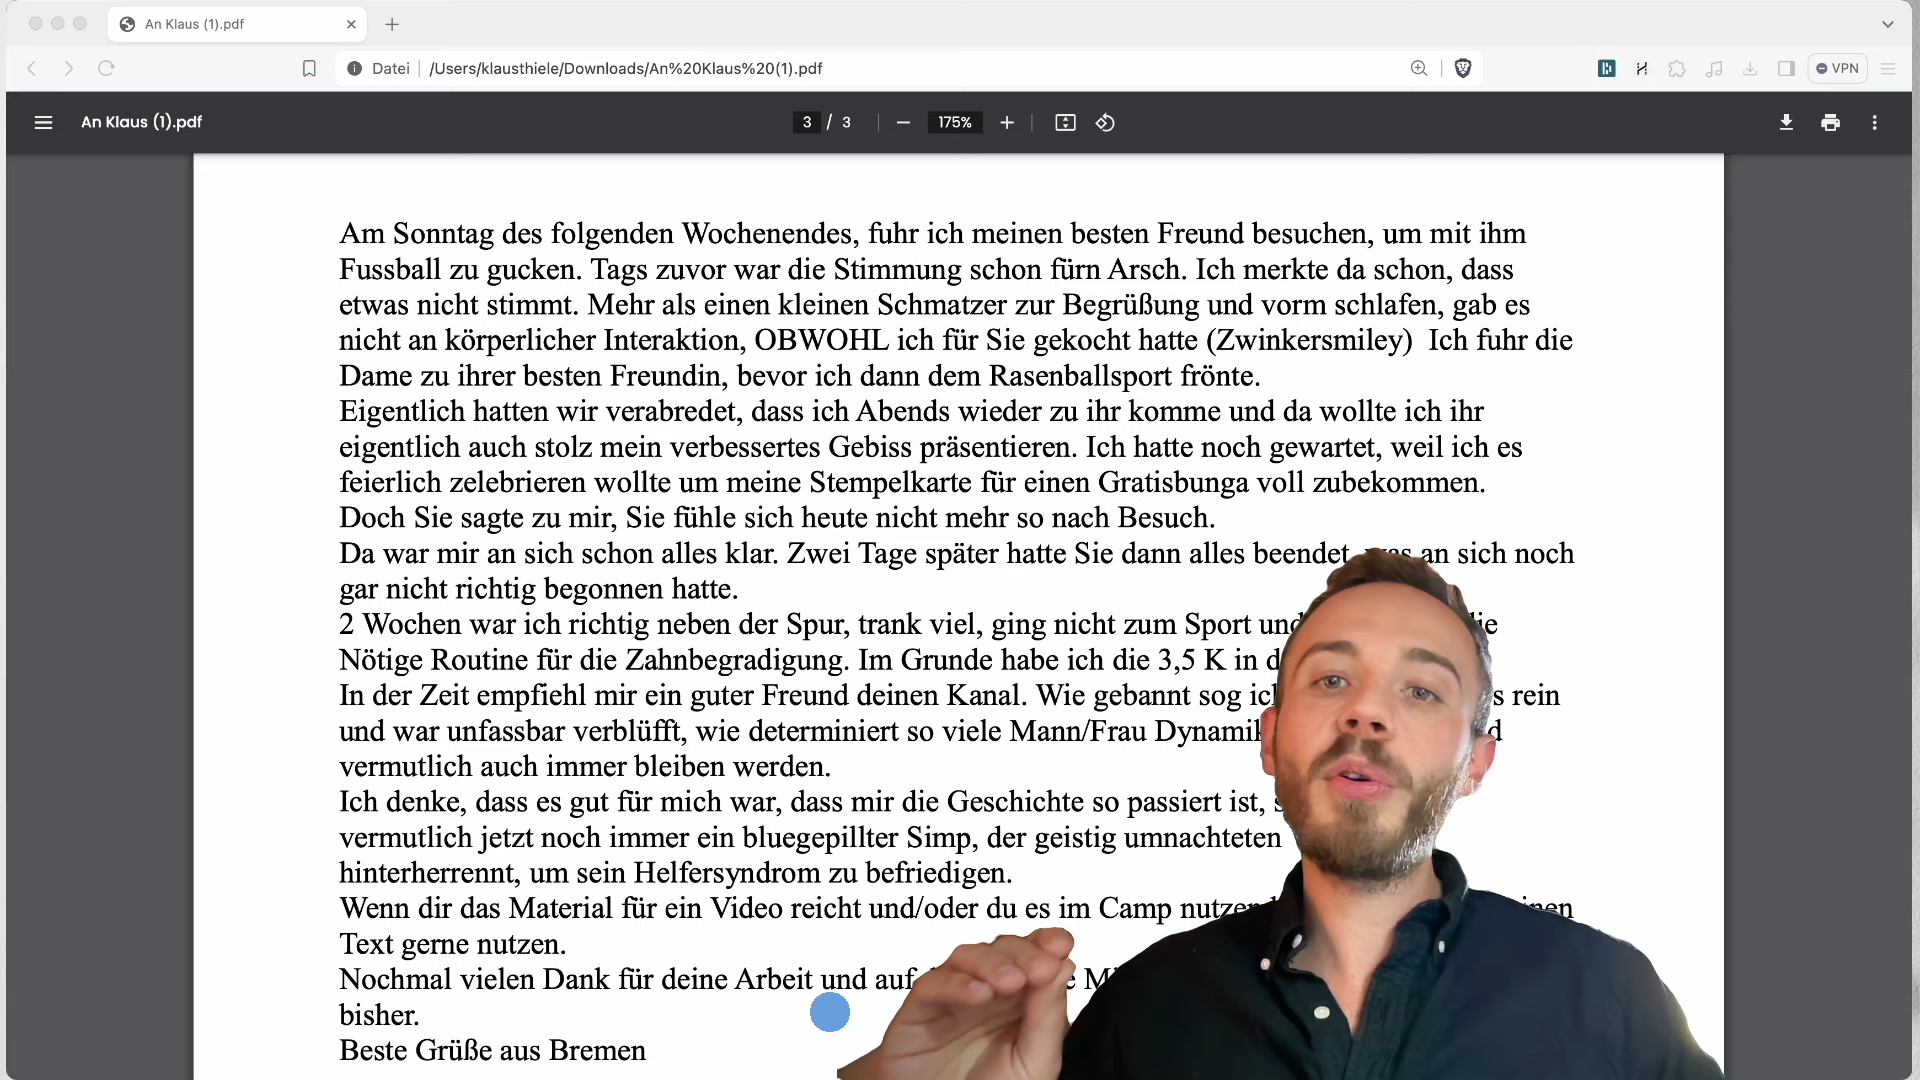 An Klaus (1).pdf
Datei /Users/klausthiele/Downloads/An%20Klaus%20(1).pdf
VPN
An Klaus (1).pdf 3 / 3 175%
Am Sonntag des folgenden Wochenendes, fuhr ich meinen besten Freund besuchen, um mit ihm
Fussball zu gucken. Tags zuvor war die Stimmung schon fürn Arsch. Ich merkte da schon, dass
etwas nicht stimmt. Mehr als einen kleinen Schmatzer zur Begrüßung und vorm schlafen, gab es
nicht an körperlicher Interaktion, OBWOHL ich für Sie gekocht hatte (Zwinkersmiley)  Ich fuhr die
Dame zu ihrer besten Freundin, bevor ich dann dem Rasenballsport frönte.
Eigentlich hatten wir verabredet, dass ich Abends wieder zu ihr komme und da wollte ich ihr
eigentlich auch stolz mein verbessertes Gebiss präsentieren. Ich hatte noch gewartet, weil ich es
feierlich zelebrieren wollte um meine Stempelkarte für einen Gratisbunga voll zubekommen.
Doch Sie sagte zu mir, Sie fühle sich heute nicht mehr so nach Besuch.
Da war mir an sich schon alles klar. Zwei Tage später hatte Sie dann alles beendet, was an sich noch
gar nicht richtig begonnen hatte.
2 Wochen war ich richtig neben der Spur, trank viel, ging nicht zum Sport und
Nötige Routine für die Zahnbegradigung. Im Grunde habe ich die 3,5 K in
In der Zeit empfiehl mir ein guter Freund deinen Kanal. Wie gebannt sog ich rein
und war unfassbar verblüfft, wie determiniert so viele Mann/Frau
vermutlich auch immer bleiben werden.
Ich denke, dass es gut für mich war, dass mir die Geschichte so passiert ist,
vermutlich jetzt noch immer ein bluegepillter Simp, der geistig umnachteten
hinterherrennt, um sein Helfersyndrom zu befriedigen.
Wenn dir das Material für ein Video reicht und/oder du es im Camp
Text gerne nutzen.
Nochmal vielen Dank für deine Arbeit und auf
bisher.
Beste Grüße aus Bremen